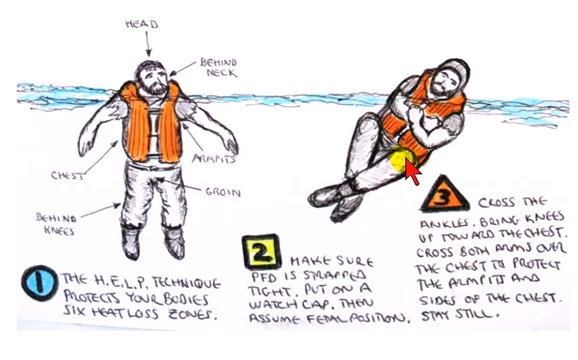 HEAD
BEHIND
NECK
ARMPITS
CHEST
GROIN
BEHIND
KNEES
1 THE H.E.L.P. TECHNIQUE
PROTECTS YOUR BODIES
SIX HEAT LOSS ZONES.
2 MAKE SURE
PFD IS STRAPPED
TIGHT. PUT ON A
WATCH CAP. THEN
ASSUME FETAL POSITION.
3 CROSS THE
ANKLES. BRING KNEES
UP TOWARD THE CHEST.
CROSS BOTH ARMS OVER
THE CHEST TO PROTECT
THE ARMPITS AND
SIDES OF THE CHEST.
STAY STILL.